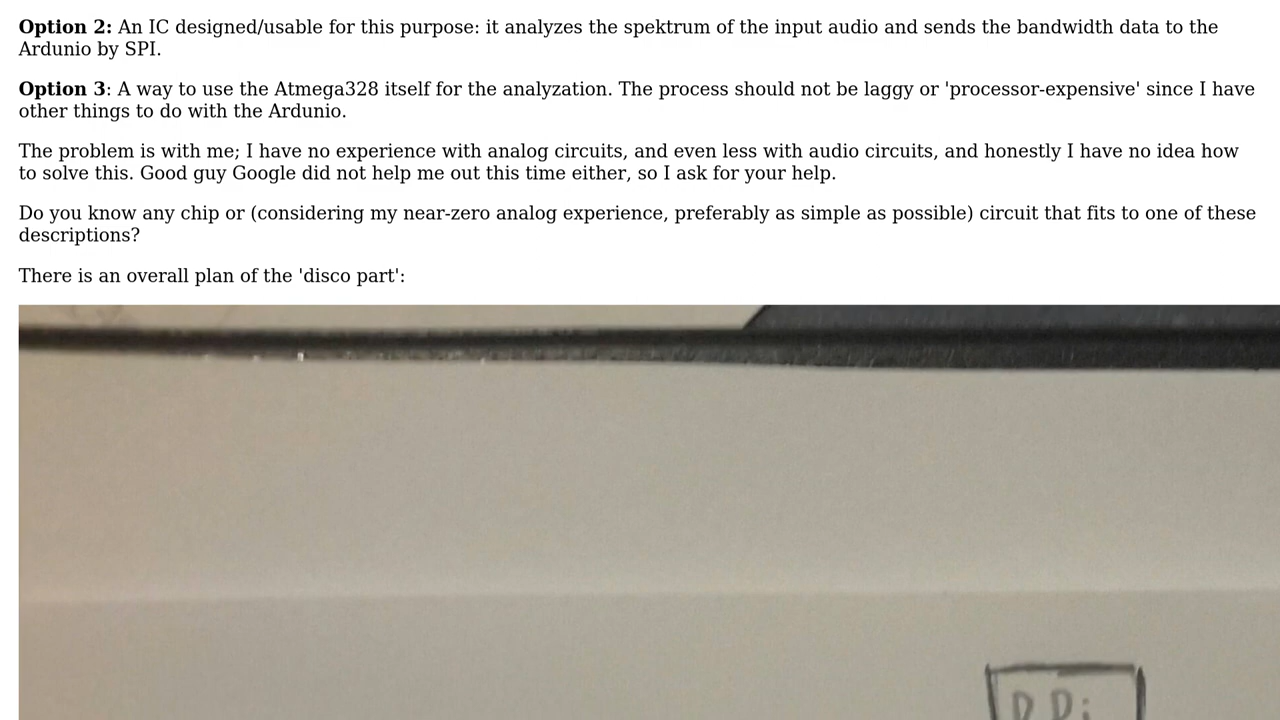 Option 2: An IC designed/usable for this purpose: it analyzes the spektrum of the input audio and sends the bandwidth data to the
Ardunio by SPI.
Option 3: A way to use the Atmega328 itself for the analyzation. The process should not be laggy or 'processor-expensive' since I have
other things to do with the Ardunio.
The problem is with me; I have no experience with analog circuits, and even less with audio circuits, and honestly I have no idea how
to solve this. Good guy Google did not help me out this time either, so I ask for your help.
Do you know any chip or (considering my near-zero analog experience, preferably as simple as possible) circuit that fits to one of these
descriptions?
There is an overall plan of the 'disco part':
RPi